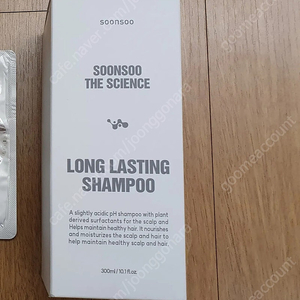 soonsoo
SOONSOO
THE SCIENCE
LONG LASTING
SHAMPOO
A slightly acidic pH shampoo with plant
derived surfactants for the scalp and
Helps maintain healthy hair. It nourishes
and moisturizes the scalp and hair to
help maintain healthy scalp and hair.
300ml / 10.1fl oz